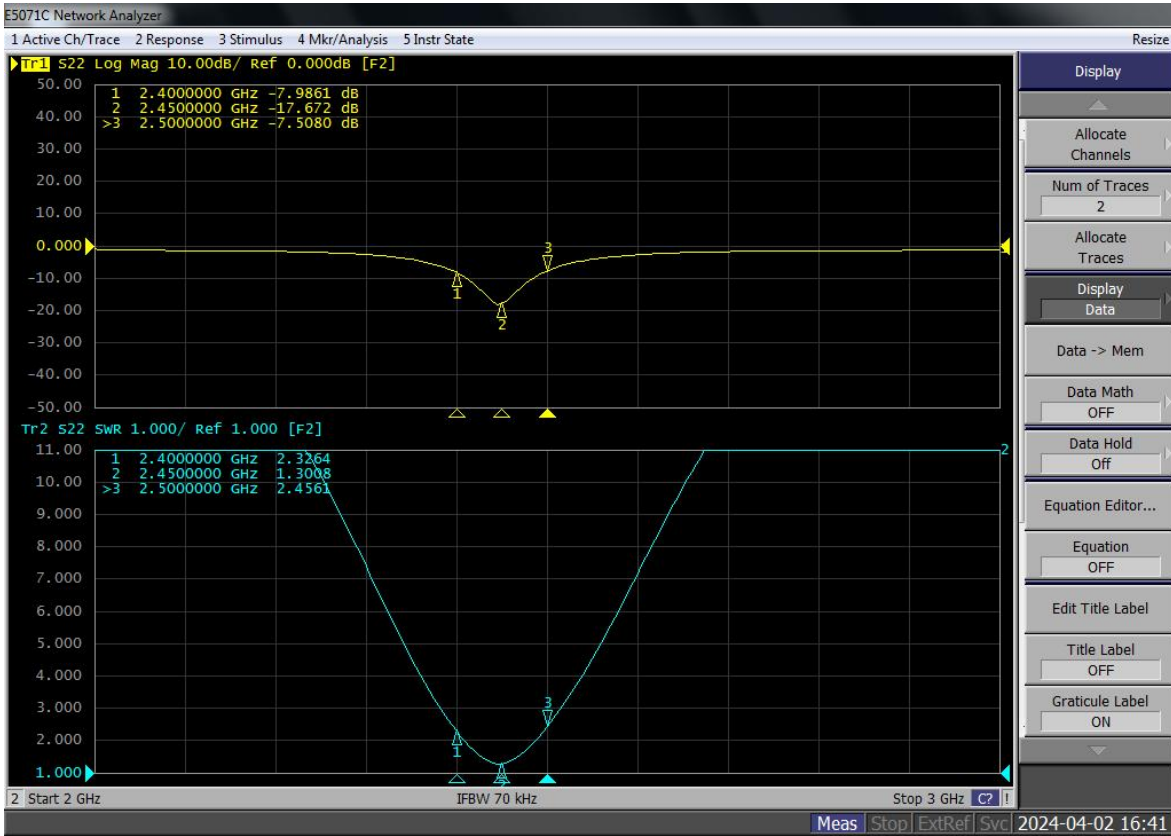 E5071C Network Analyzer
1 Active Ch/Trace 2 Response 3 Stimulus 4 Mkr/Analysis 5 Instr State Resize
Tr1 S22 Log Mag 10.00dB/ Ref 0.000dB [F2]
50.00
40.00
30.00
20.00
10.00
0.000
-10.00
-20.00
-30.00
-40.00
-50.00
1 2.4000000 GHz -7.9861 dB
2 2.4500000 GHz -17.672 dB
>3 2.5000000 GHz -7.5080 dB
1
2
3
Tr2 S22 SWR 1.000/ Ref 1.000 [F2]
11.00
10.00
9.000
8.000
7.000
6.000
5.000
4.000
3.000
2.000
1.000
1 2.4000000 GHz 2.3264
2 2.4500000 GHz 1.3008
>3 2.5000000 GHz 2.4561
2
1
3
2 Start 2 GHz IFBW 70 kHz Stop 3 GHz C? !
Display
Allocate
Channels
Num of Traces
2
Allocate
Traces
Display
Data
Data -> Mem
Data Math
OFF
Data Hold
Off
Equation Editor...
Equation
OFF
Edit Title Label
Title Label
OFF
Graticule Label
ON
Meas Stop ExtRef Svc 2024-04-02 16:41